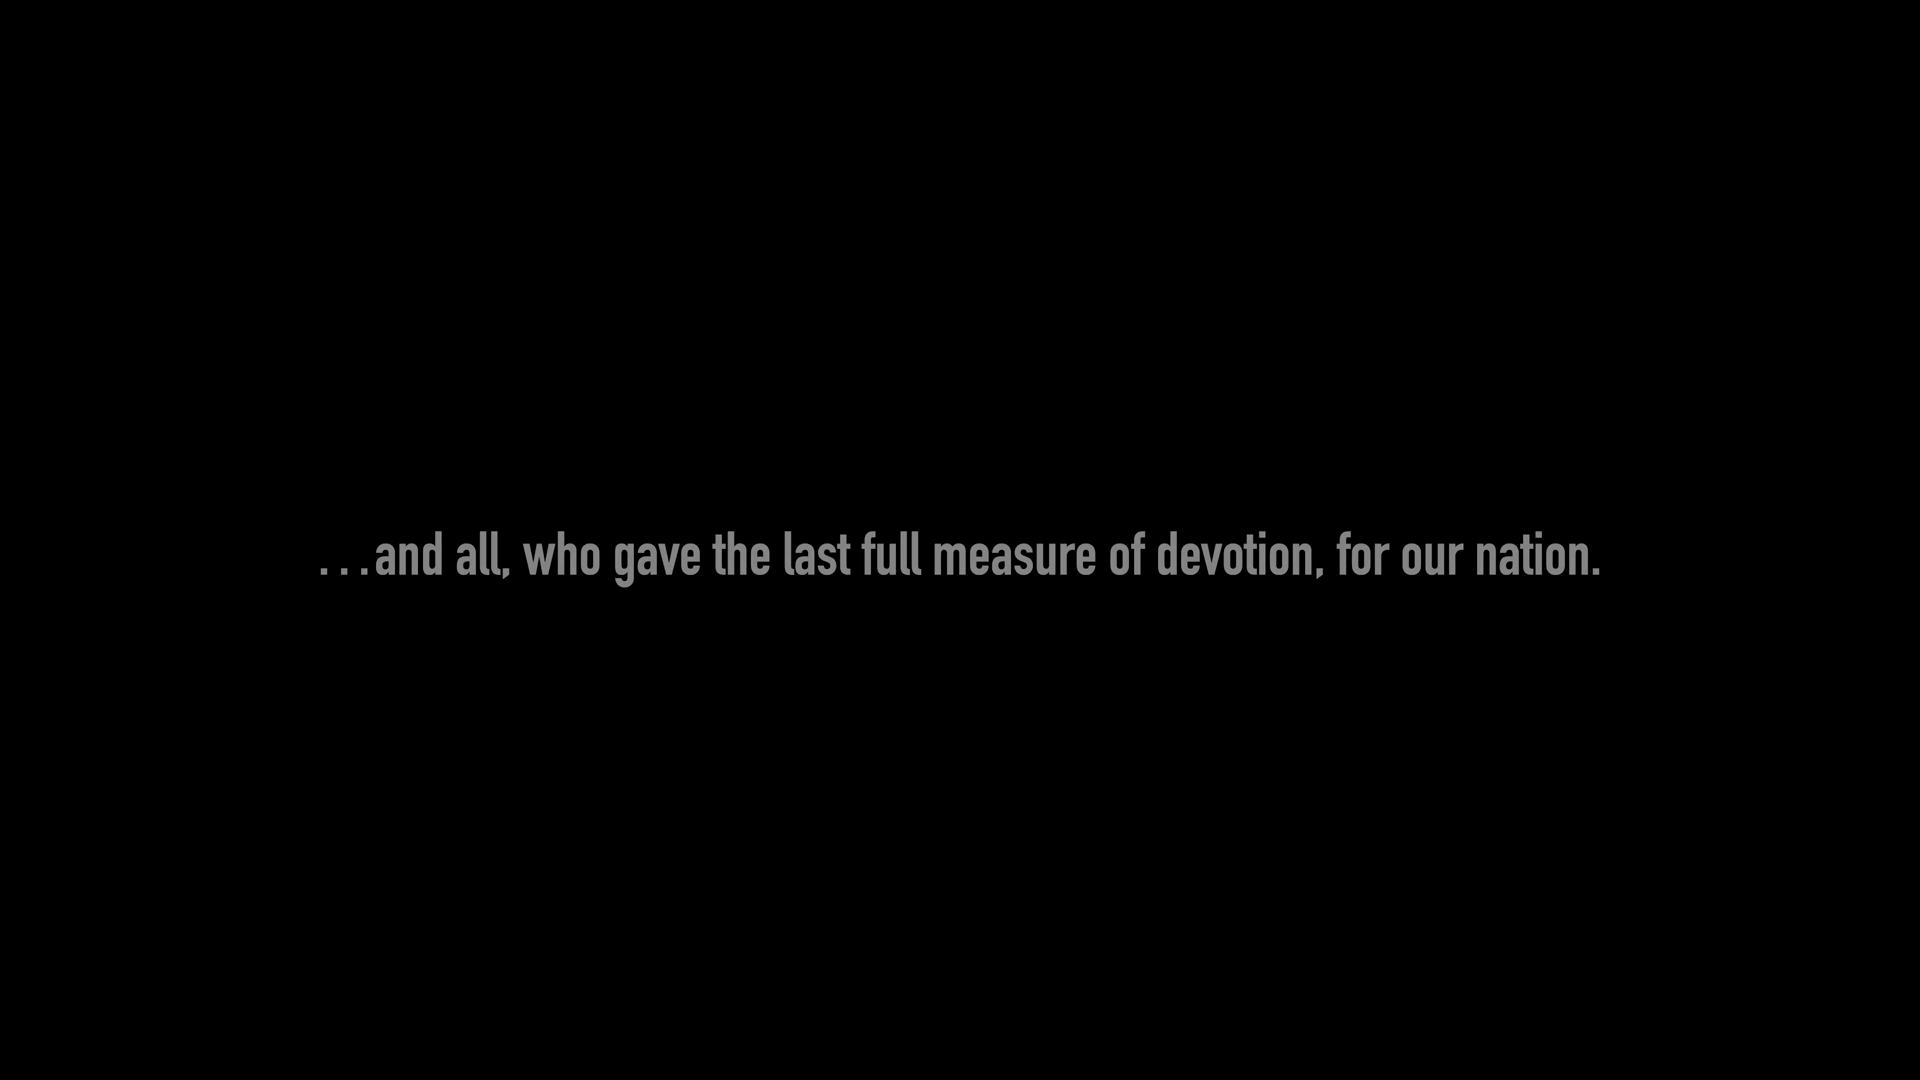 ...and all, who gave the last full measure of devotion, for our nation.